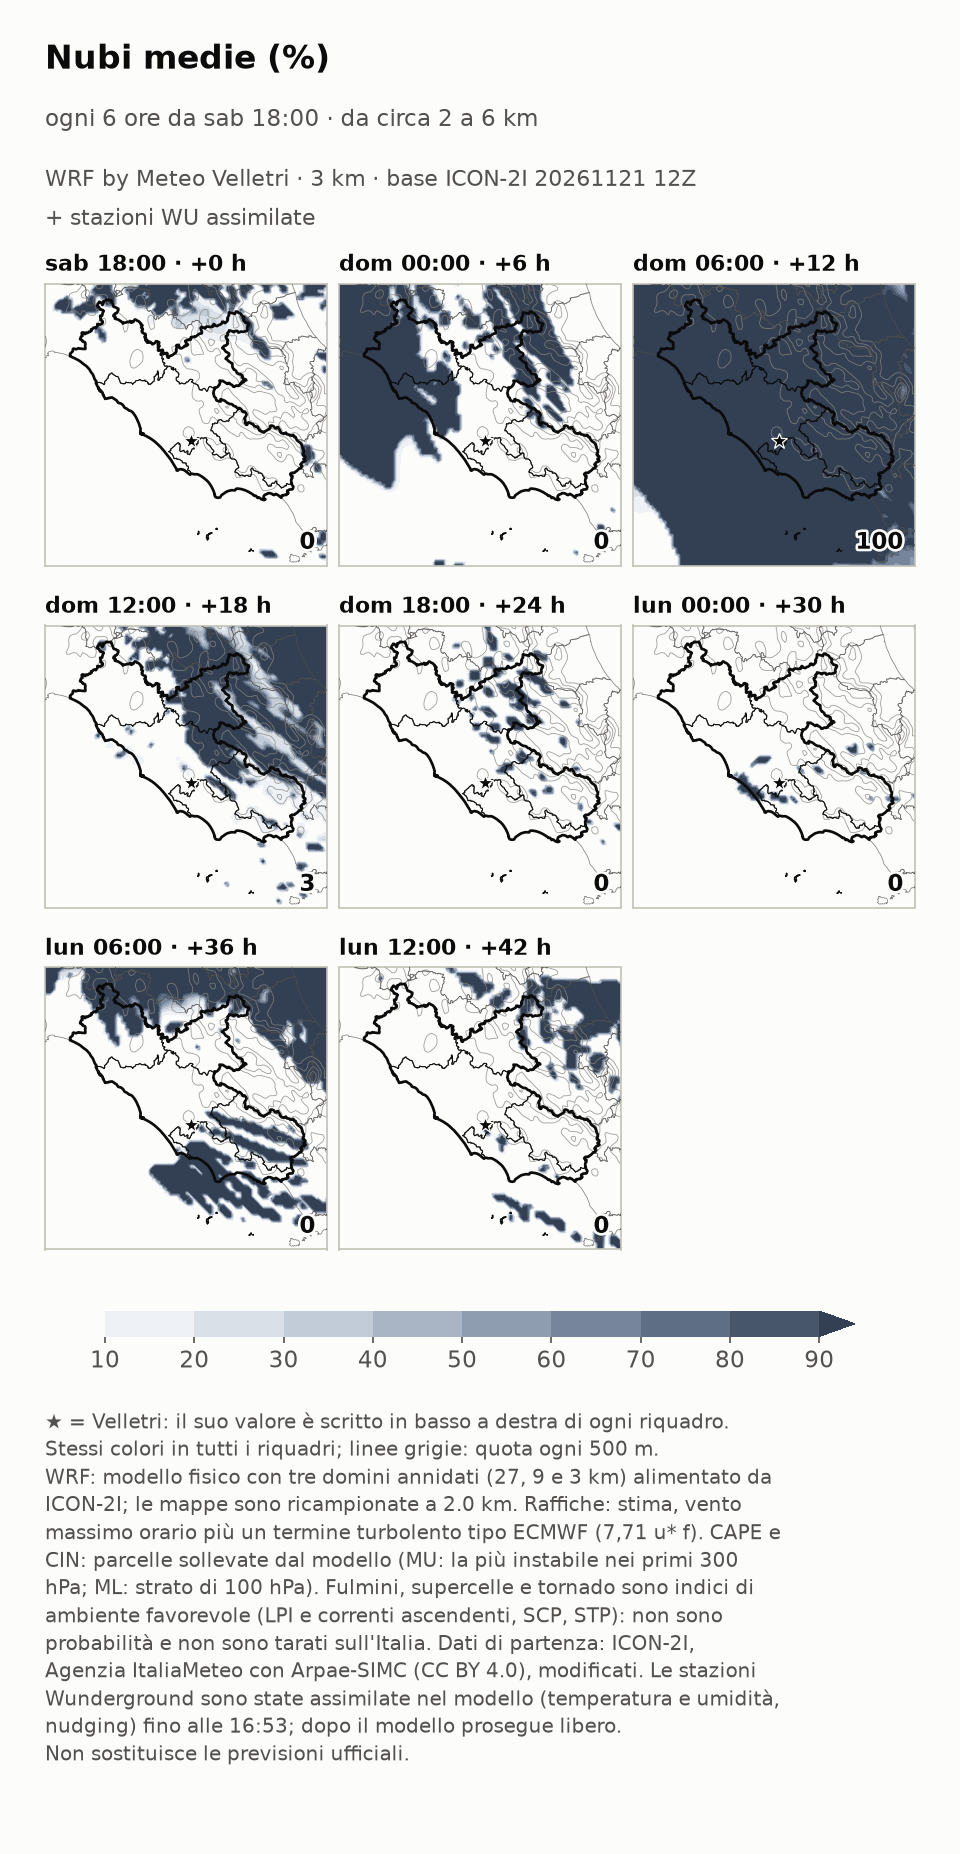 Nubi medie (%)
ogni 6 ore da sab 18:00 · da circa 2 a 6 km
WRF by Meteo Velletri · 3 km · base ICON-2I 20261121 12Z
+ stazioni WU assimilate
sab 18:00 · +0 h
dom 00:00 · +6 h
dom 06:00 · +12 h
0
0
100
dom 12:00 · +18 h
dom 18:00 · +24 h
lun 00:00 · +30 h
3
0
0
lun 06:00 · +36 h
lun 12:00 · +42 h
0
0
10 20 30 40 50 60 70 80 90
★ = Velletri: il suo valore è scritto in basso a destra di ogni riquadro.
Stessi colori in tutti i riquadri; linee grigie: quota ogni 500 m.
WRF: modello fisico con tre domini annidati (27, 9 e 3 km) alimentato da
ICON-2I; le mappe sono ricampionate a 2.0 km. Raffiche: stima, vento
massimo orario più un termine turbolento tipo ECMWF (7,71 u* f). CAPE e
CIN: parcelle sollevate dal modello (MU: la più instabile nei primi 300
hPa; ML: strato di 100 hPa). Fulmini, supercelle e tornado sono indici di
ambiente favorevole (LPI e correnti ascendenti, SCP, STP): non sono
probabilità e non sono tarati sull'Italia. Dati di partenza: ICON-2I,
Agenzia ItaliaMeteo con Arpae-SIMC (CC BY 4.0), modificati. Le stazioni
Wunderground sono state assimilate nel modello (temperatura e umidità,
nudging) fino alle 16:53; dopo il modello prosegue libero.
Non sostituisce le previsioni ufficiali.